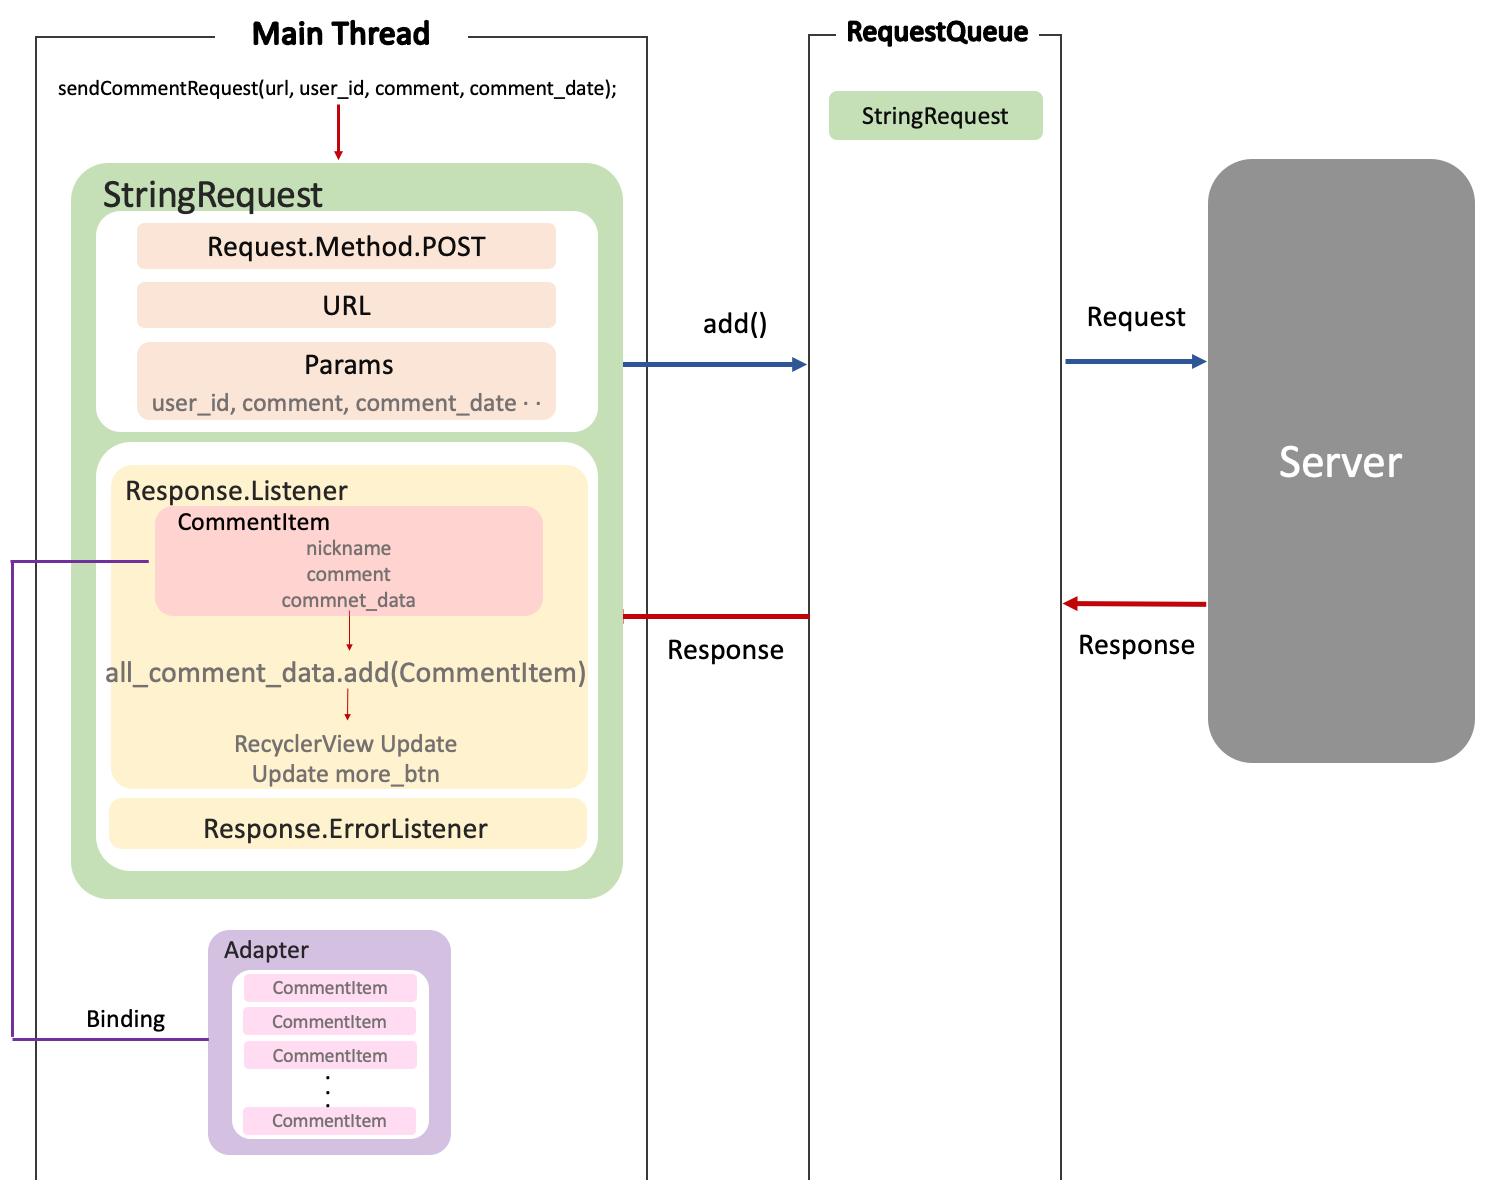 Main Thread
sendCommentRequest(url, user_id, comment, comment_date);
StringRequest
Request.Method.POST
URL
Params
user_id, comment, comment_date · ·
Response.Listener
CommentItem
nickname
comment
commnet_data
all_comment_data.add(CommentItem)
RecyclerView Update
Update more_btn
Response.ErrorListener
Adapter
CommentItem
CommentItem
CommentItem
CommentItem
Binding
add()
Response
RequestQueue
StringRequest
Request
Response
Server